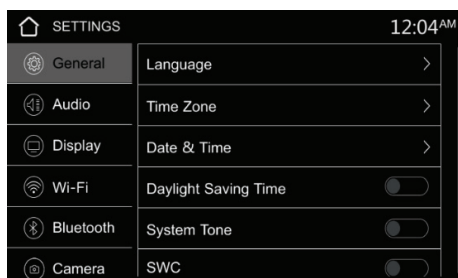 SETTINGS 12:04AM
General
Audio
Display
Wi-Fi
Bluetooth
Camera
Language
Time Zone
Date & Time
Daylight Saving Time
System Tone
SWC